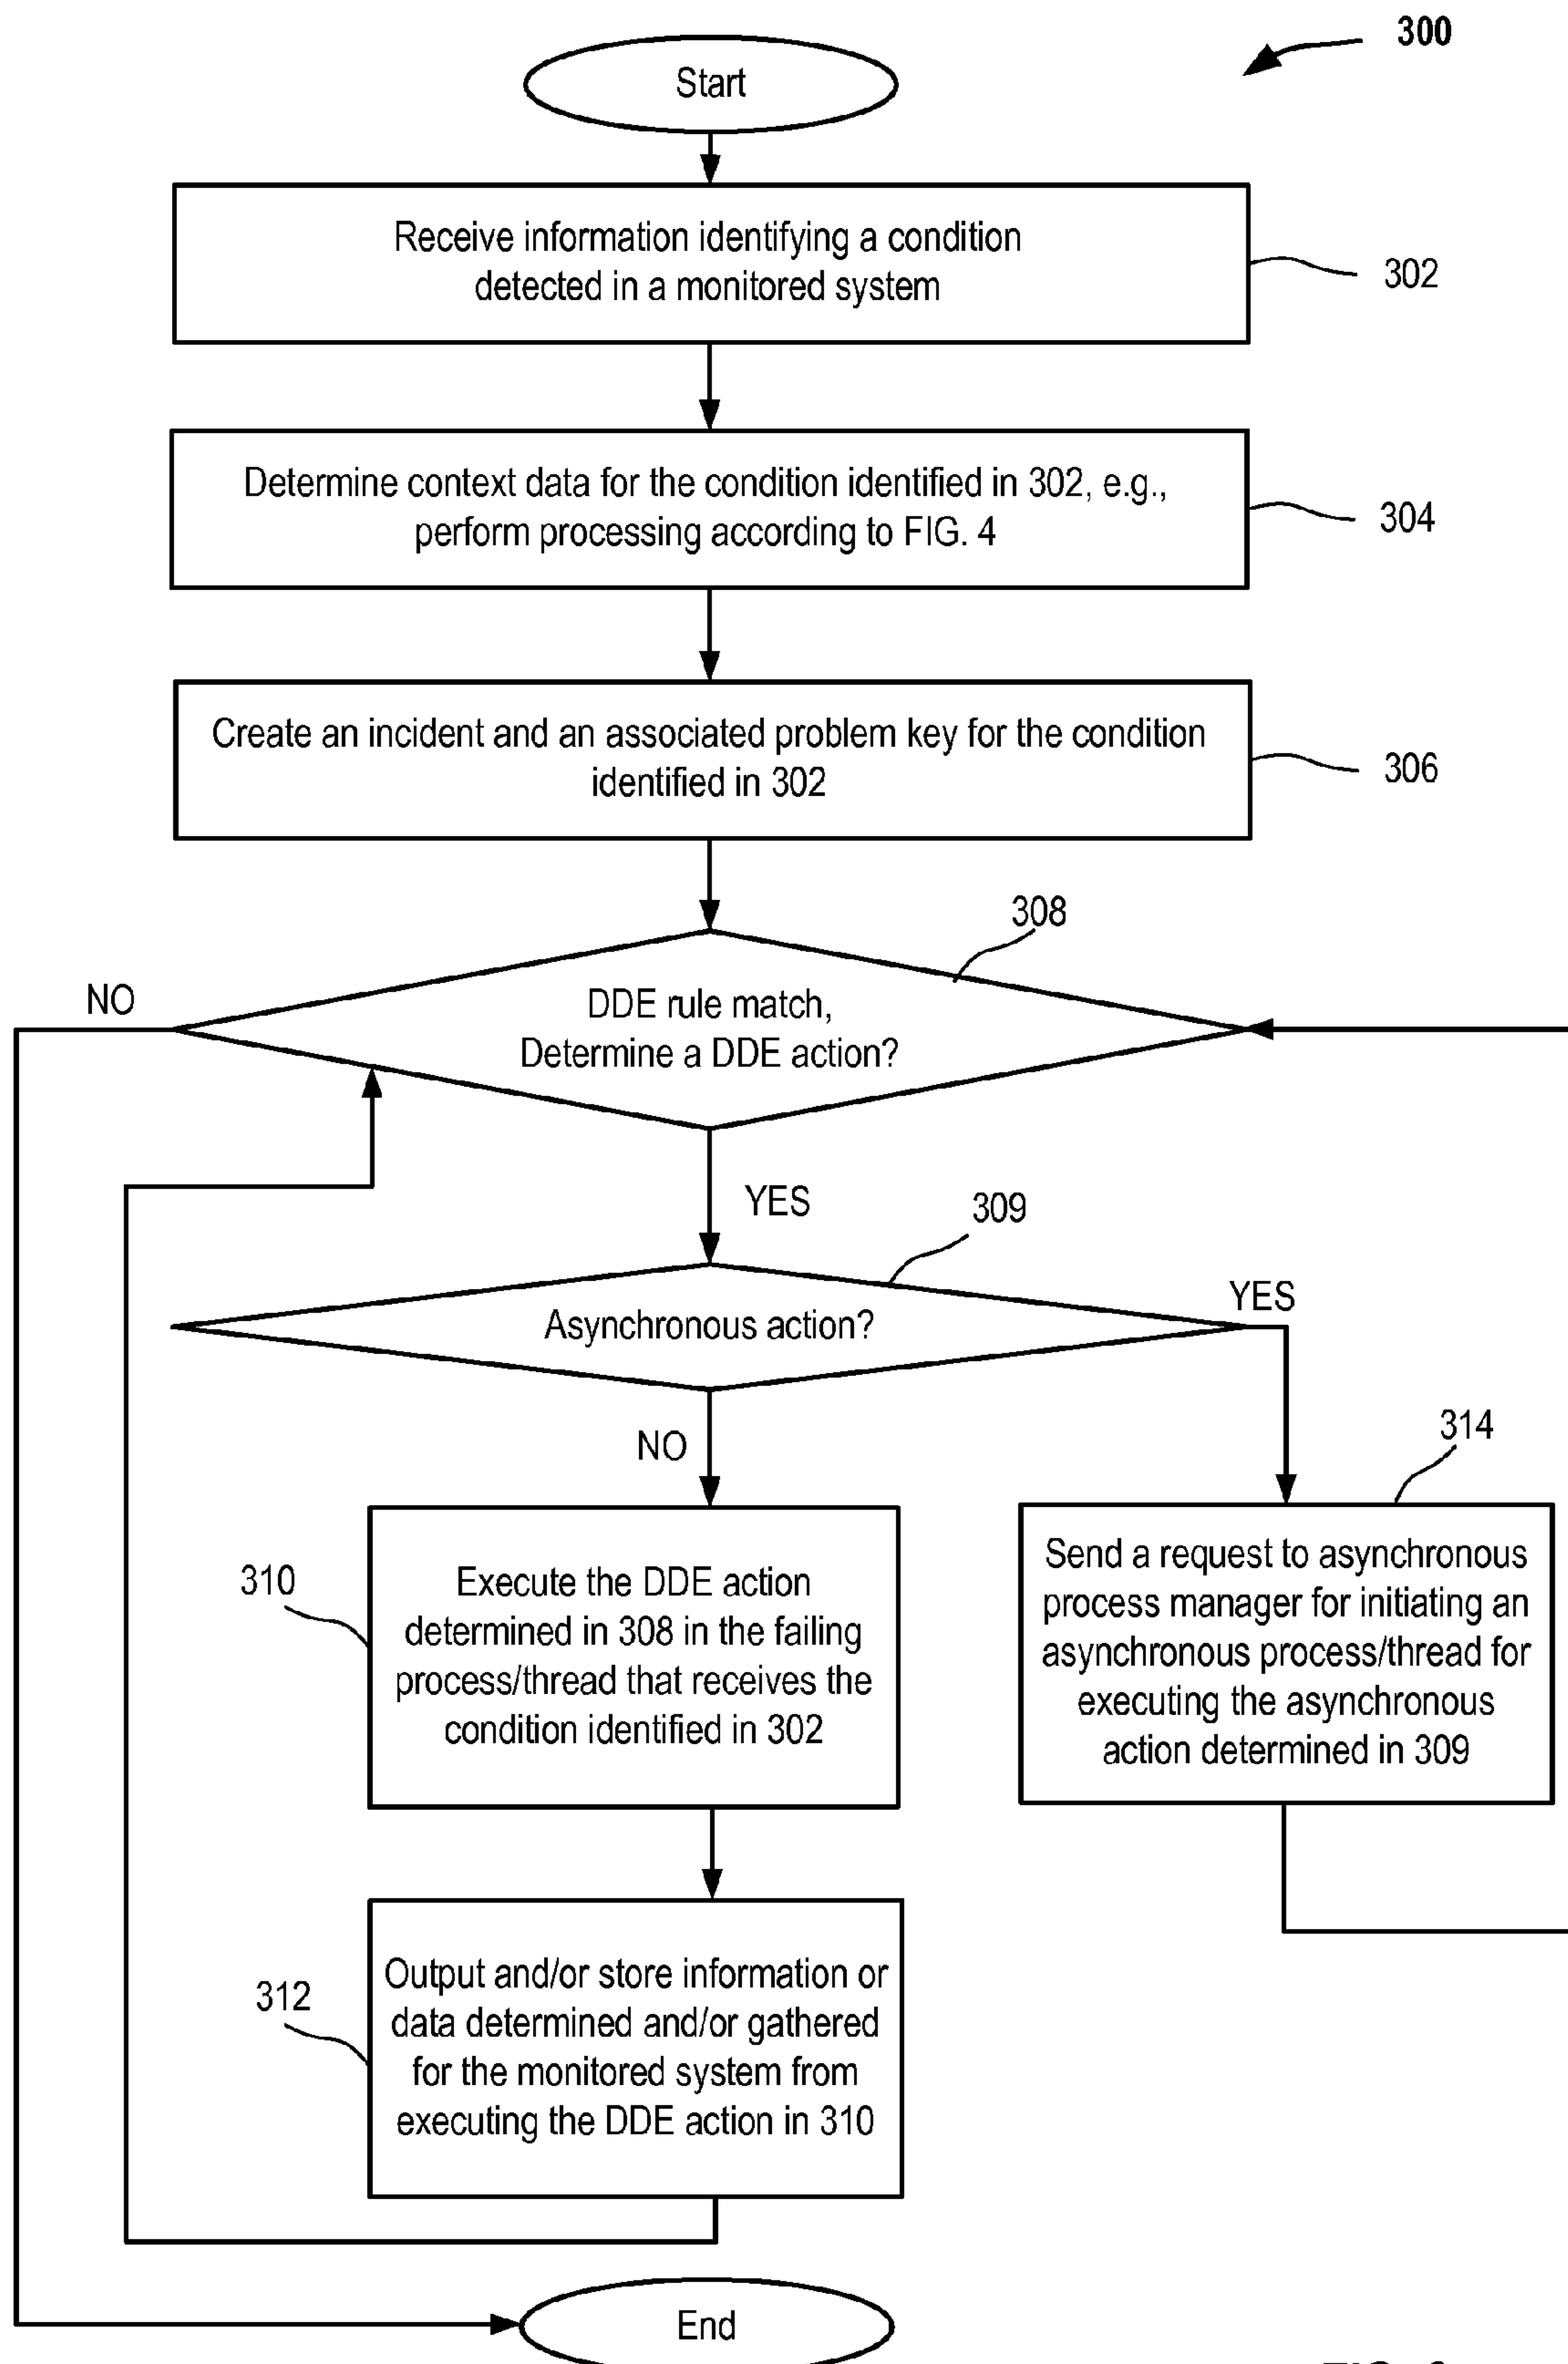 300
Start
Receive information identifying a condition
detected in a monitored system
302
Determine context data for the condition identified in 302, e.g.,
perform processing according to FIG. 4
304
Create an incident and an associated problem key for the condition
identified in 302
306
308
NO
DDE rule match,
Determine a DDE action?
YES
309
YES
Asynchronous action?
NO
314
310
Execute the DDE action
determined in 308 in the failing
process/thread that receives the
condition identified in 302
Send a request to asynchronous
process manager for initiating an
asynchronous process/thread for
executing the asynchronous
action determined in 309
312
Output and/or store information or
data determined and/or gathered
for the monitored system from
executing the DDE action in 310
End